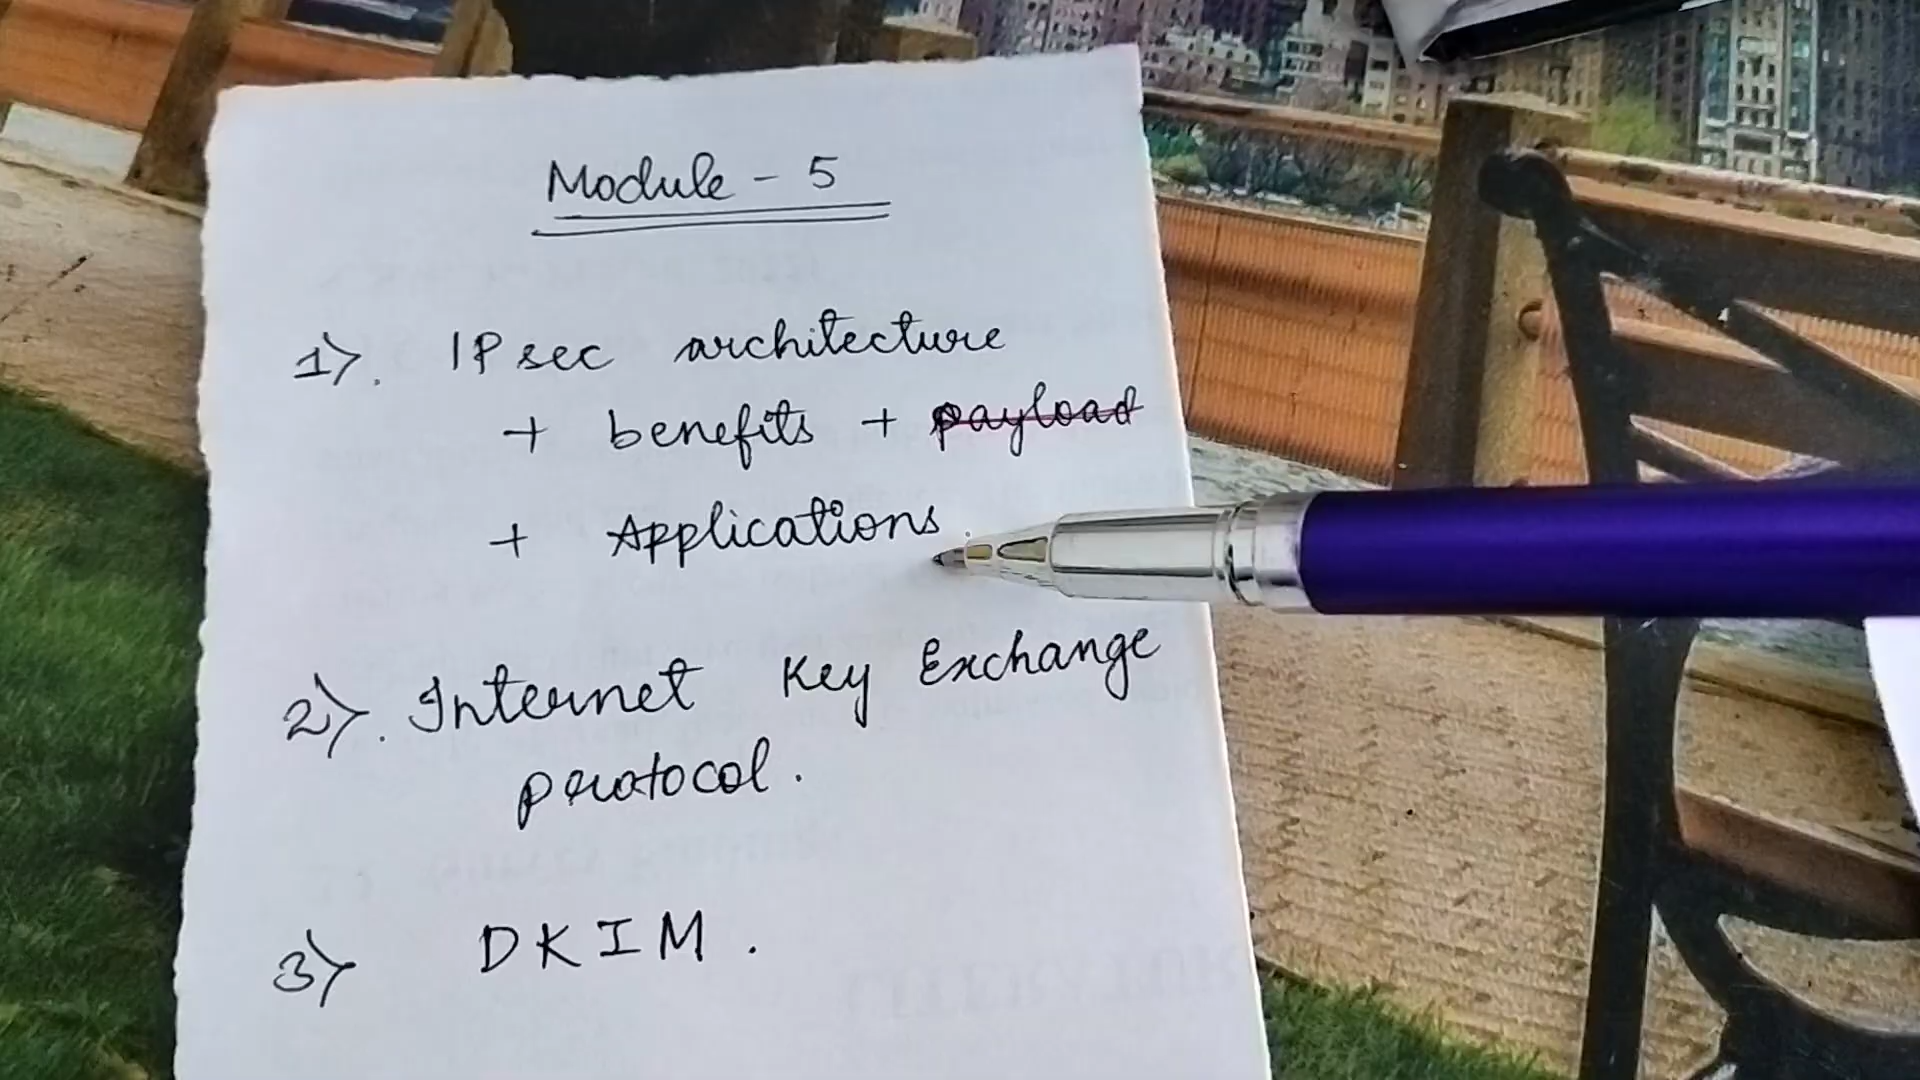 Module - 5
1). IPsec architecture
+ benefits + payload
+ Applications
2). Internet Key Exchange
protocol.
3) DKIM.